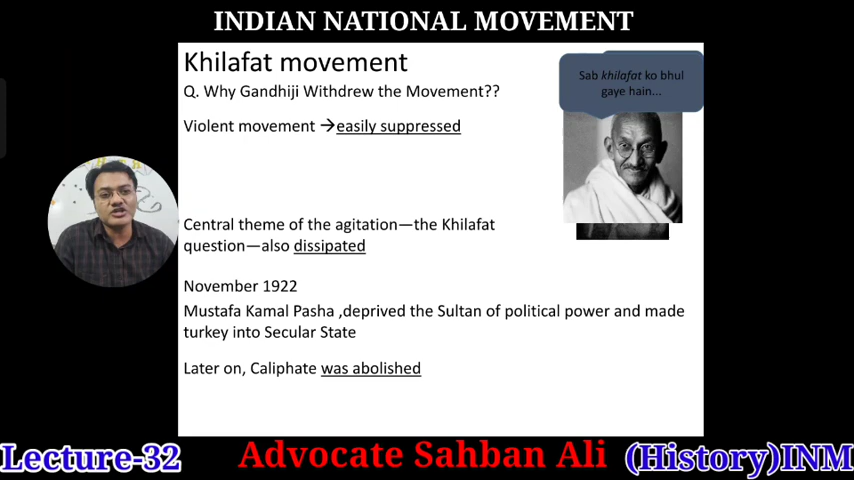 INDIAN NATIONAL MOVEMENT
Khilafat movement
Q. Why Gandhiji Withdrew the Movement??
Sab khilafat ko bhul
gaye hain...
Violent movement →easily suppressed
Central theme of the agitation—the Khilafat
question—also dissipated
November 1922
Mustafa Kamal Pasha ,deprived the Sultan of political power and made
turkey into Secular State
Later on, Caliphate was abolished
Lecture-32 Advocate Sahban Ali (History)INM